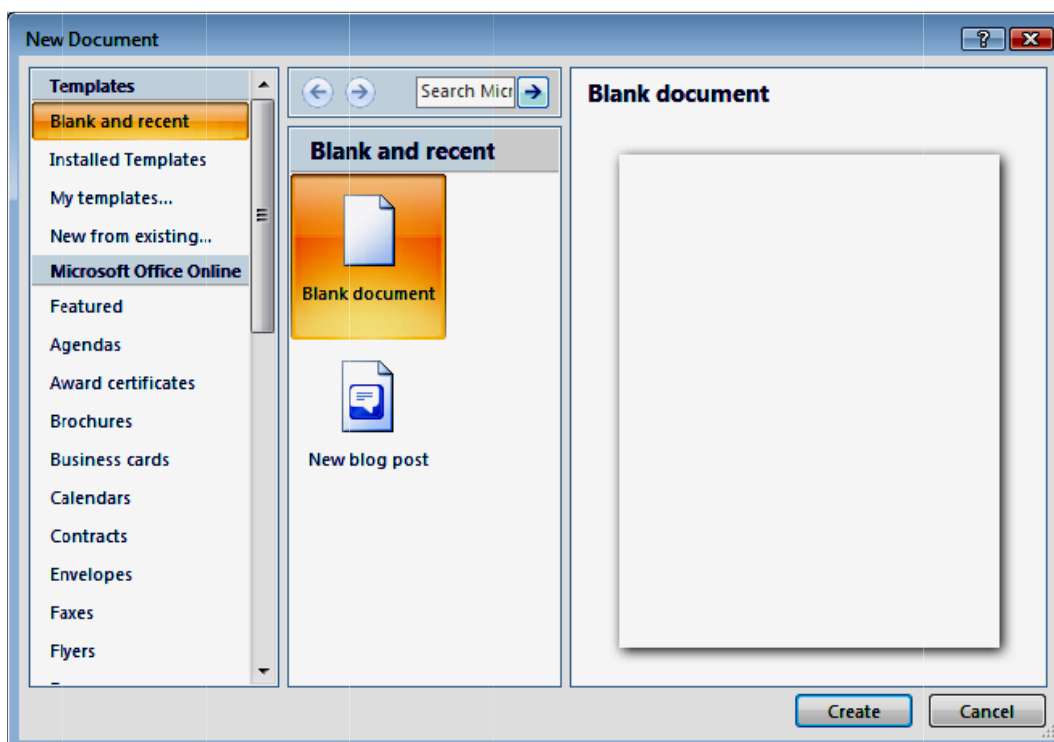 New Document
?
Templates
Blank and recent
Installed Templates
My templates...
New from existing...
Microsoft Office Online
Featured
Agendas
Award certificates
Brochures
Business cards
Calendars
Contracts
Envelopes
Faxes
Flyers
Search Micr
Blank and recent
Blank document
New blog post
Blank document
Create
Cancel